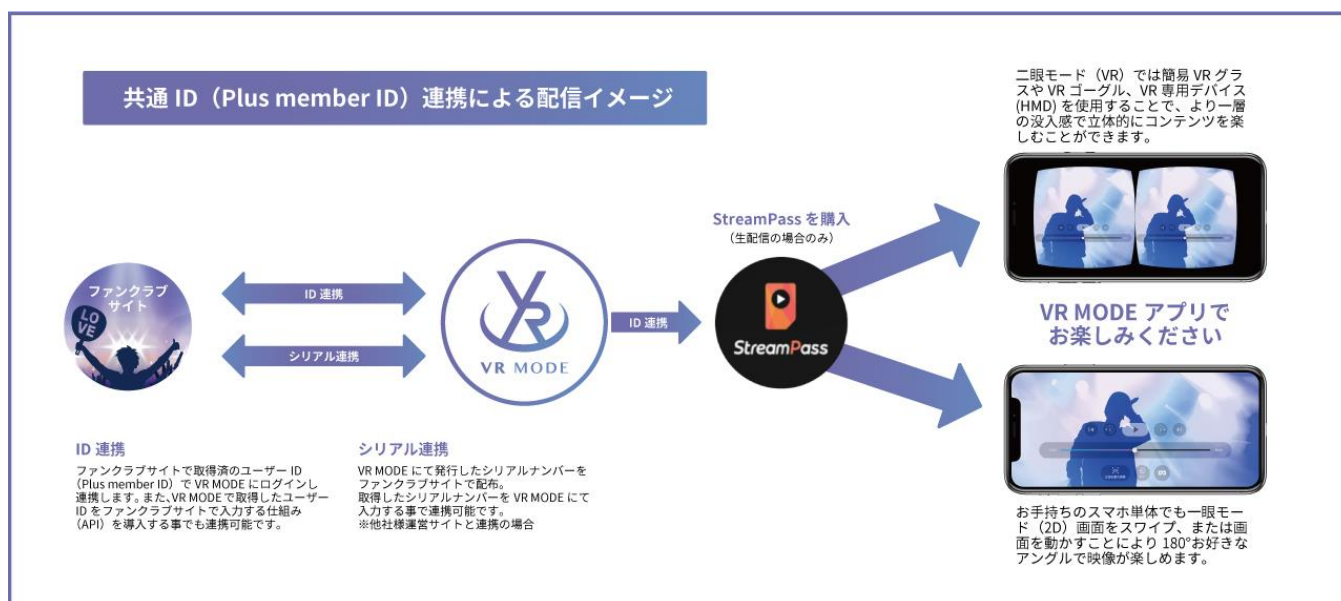 共通 ID（Plus member ID）連携による配信イメージ
二眼モード（VR）では簡易 VR グラ
スや VR ゴーグル、VR 専用デバイス
(HMD) を使用することで、より一層
の没入感で立体的にコンテンツを楽
しむことができます。
StreamPass を購入
（生配信の場合のみ）
ファンクラブ
サイト
LO
VE
ID 連携
シリアル連携
VR
VR MODE
ID 連携
StreamPass
VR MODE アプリで
お楽しみください
ID 連携
ファンクラブサイトで取得済のユーザー ID
（Plus member ID）で VR MODE にログインし
連携します。また、VR MODE で取得したユーザー
ID をファンクラブサイトで入力する仕組み
（API）を導入する事でも連携可能です。
シリアル連携
VR MODE にて発行したシリアルナンバーを
ファンクラブサイトで配布。
取得したシリアルナンバーを VR MODE にて
入力する事で連携可能です。
※他社様運営サイトと連携の場合
お手持ちのスマホ単体でも一眼モー
ド（2D）画面をスワイプ、または画
面を動かすことにより 180°お好きな
アングルで映像が楽しめます。